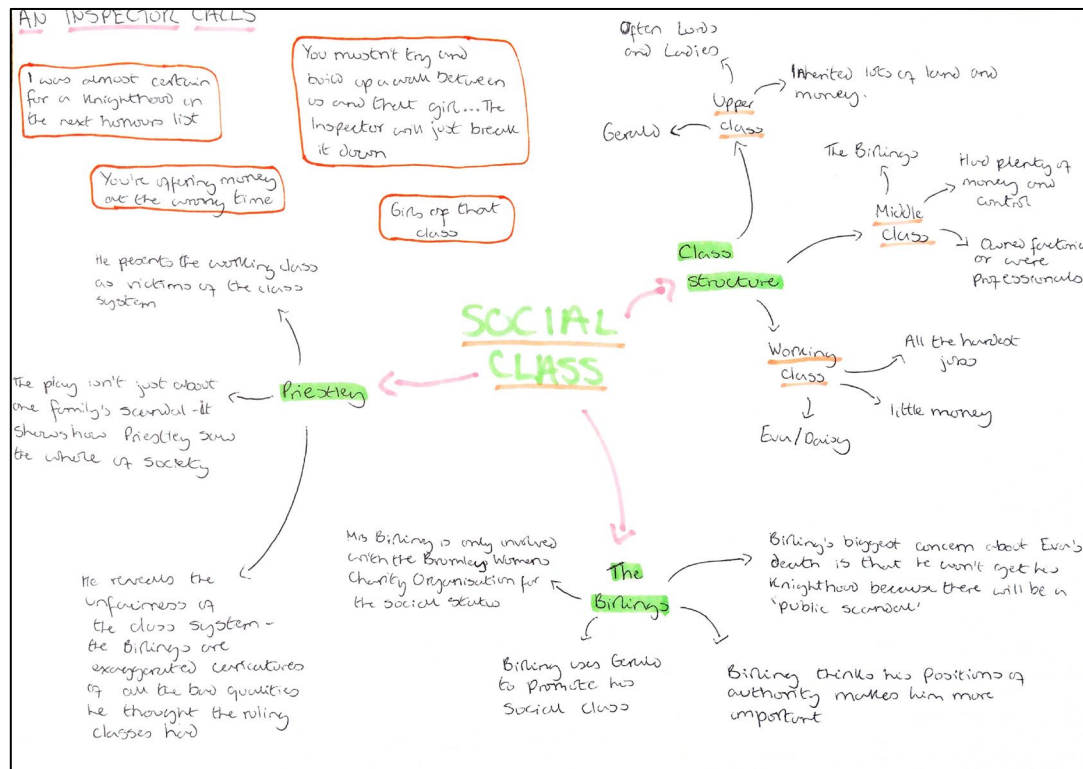 AN INSPECTOR CALLS
I was almost certain
for a Knighthood in
the next honours list
You mustn't try and
build up a wall between
us and that girl...The
Inspector will just break
it down
You're offering money
at the wrong time
Girls of that
class
SOCIAL
CLASS
Class
structure
Upper
class
Often Lords
and Ladies
Inherited lots of land and
money.
Gerald
Middle
class
The Birlings
Had plenty of
money and
control
Owned factories
or were
professionals
Working
class
All the hardest
jobs
little money
Eva/Daisy
Priestley
He pesents the working class
as victims of the class
system
The play isn't just about
one family's scandal - it
shows how Priestley saw
the whole of society
He reveals the
unfairness of
the class system -
the Birlings are
exaggerated caricatures
of all the bad qualities
he thought the ruling
classes had
The
Birlings
Mrs Birling is only involved
with the Brumley Womens
Charity Organisation for
the social status
Birling's biggest concern about Eva's
death is that he won't get his
Knighthood because there will be a
'public scandal'
Birling uses Gerald
to promote his
social class
Birling thinks his positions of
authority makes him more
important